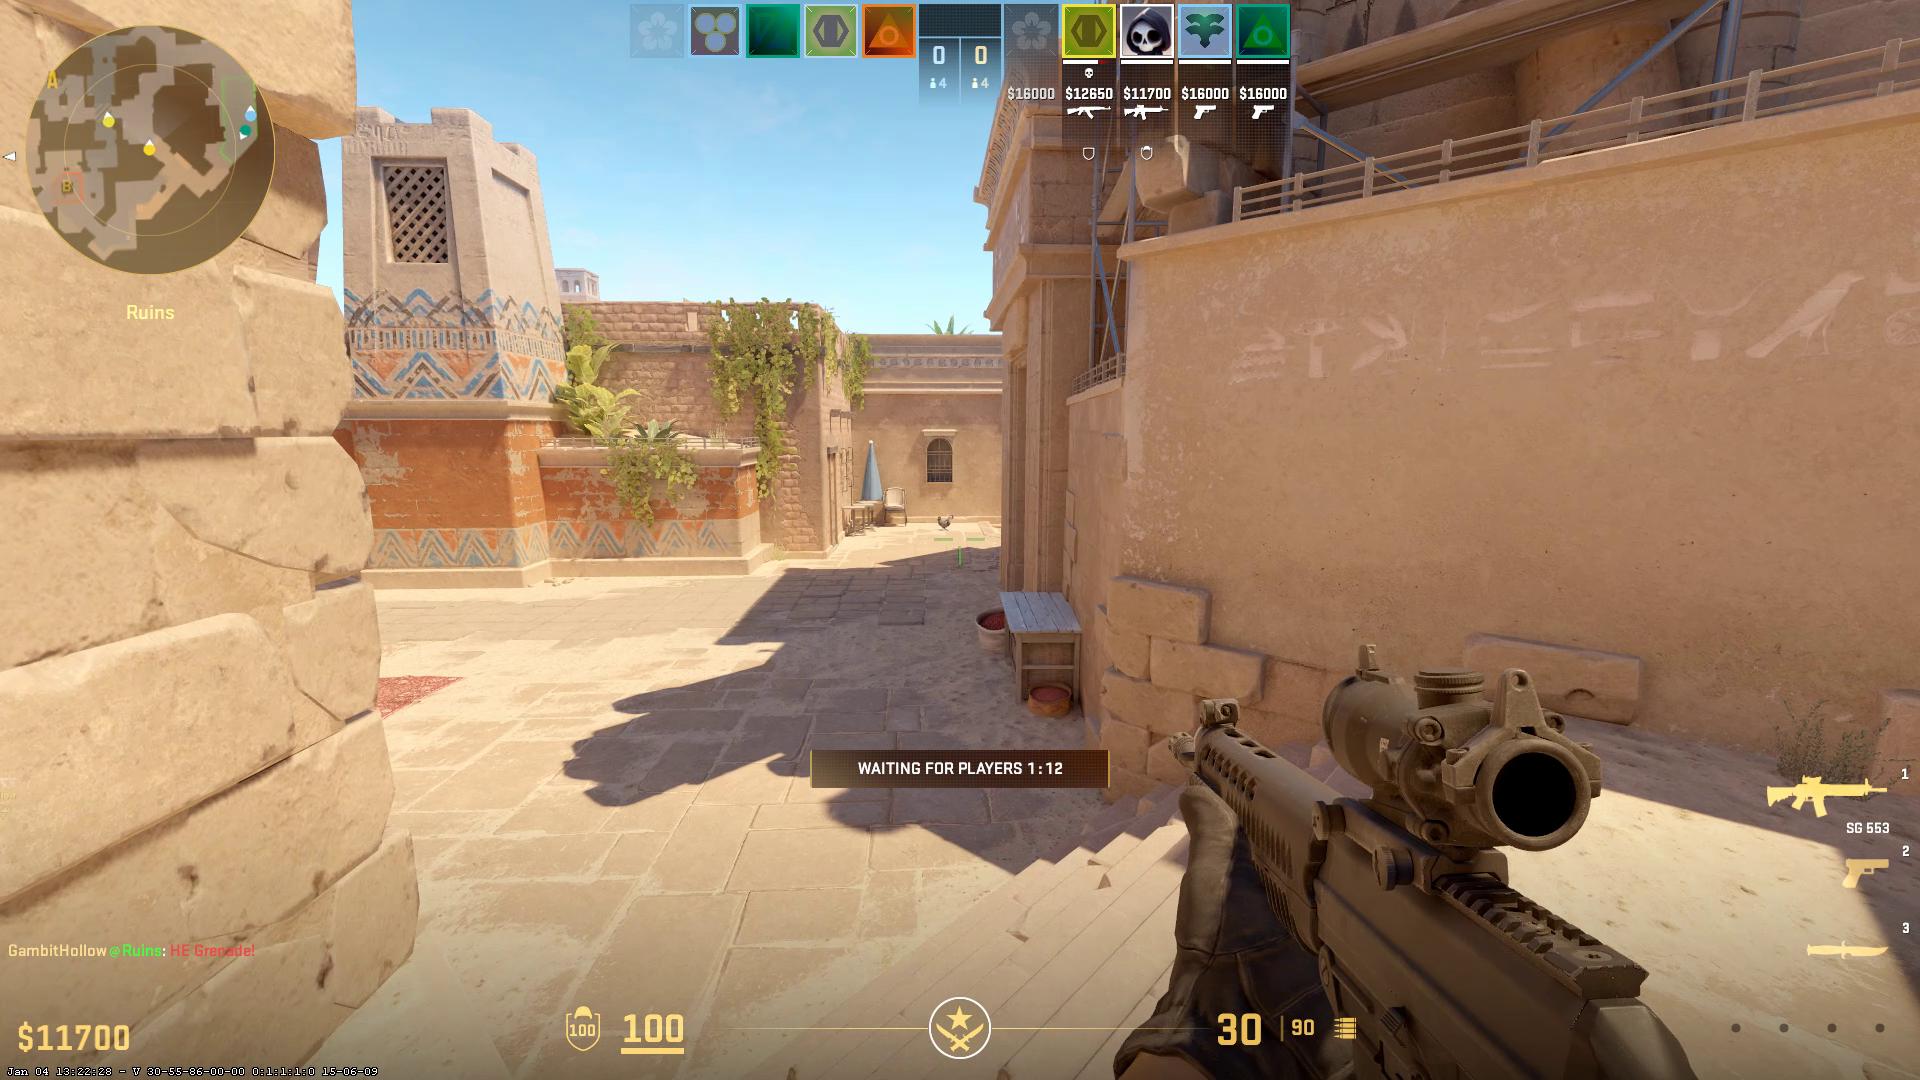 0 0
4 4
$16000 $12650 $11700 $16000 $16000
A
B
Ruins
WAITING FOR PLAYERS 1:12
1
SG 553
2
3
GambitHollow @Ruins: HE Grenade!
$11700
100 100
30 | 90
Jan 04 13:22:28 - V 30-55-86-00-00 0:1:1:1:0 15-06-09